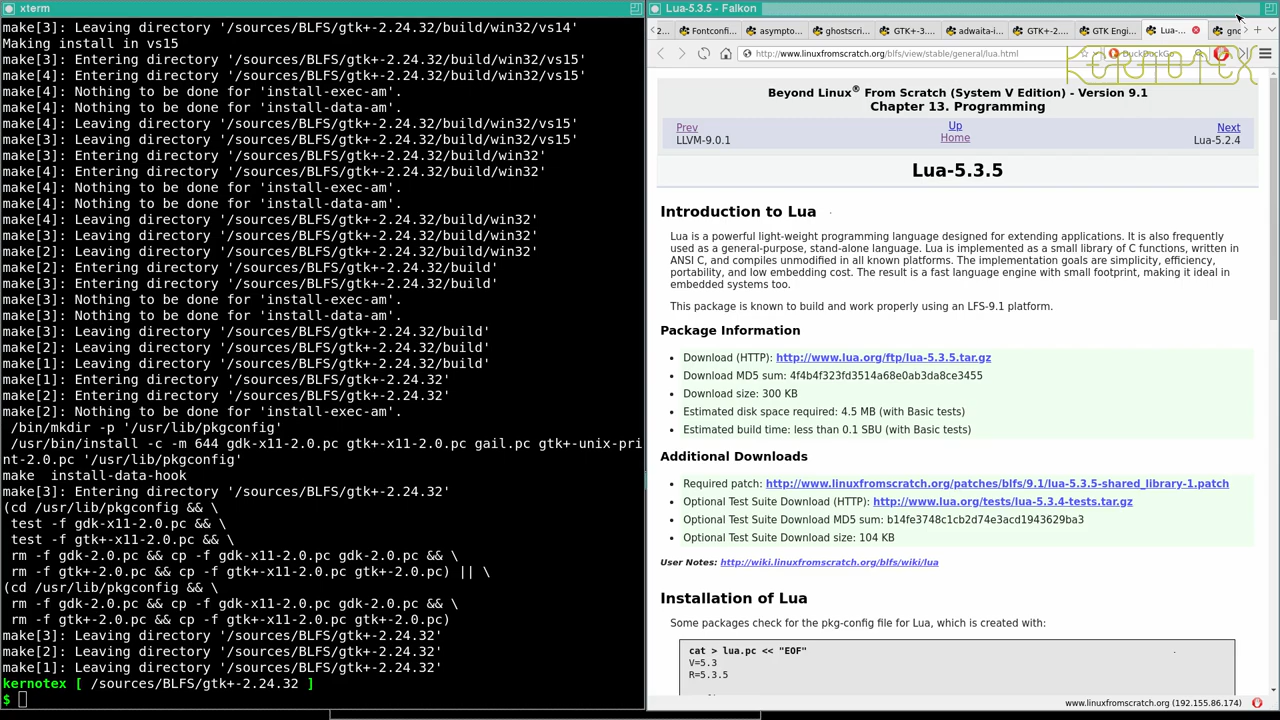 xterm
make[3]: Leaving directory '/sources/BLFS/gtk+-2.24.32/build/win32/vs14'
Making install in vs15
make[3]: Entering directory '/sources/BLFS/gtk+-2.24.32/build/win32/vs15'
make[4]: Entering directory '/sources/BLFS/gtk+-2.24.32/build/win32/vs15'
make[4]: Nothing to be done for 'install-exec-am'.
make[4]: Nothing to be done for 'install-data-am'.
make[4]: Leaving directory '/sources/BLFS/gtk+-2.24.32/build/win32/vs15'
make[3]: Leaving directory '/sources/BLFS/gtk+-2.24.32/build/win32/vs15'
make[3]: Entering directory '/sources/BLFS/gtk+-2.24.32/build/win32'
make[4]: Entering directory '/sources/BLFS/gtk+-2.24.32/build/win32'
make[4]: Nothing to be done for 'install-exec-am'.
make[4]: Nothing to be done for 'install-data-am'.
make[4]: Leaving directory '/sources/BLFS/gtk+-2.24.32/build/win32'
make[3]: Leaving directory '/sources/BLFS/gtk+-2.24.32/build/win32'
make[2]: Leaving directory '/sources/BLFS/gtk+-2.24.32/build/win32'
make[2]: Entering directory '/sources/BLFS/gtk+-2.24.32/build'
make[3]: Entering directory '/sources/BLFS/gtk+-2.24.32/build'
make[3]: Nothing to be done for 'install-exec-am'.
make[3]: Nothing to be done for 'install-data-am'.
make[3]: Leaving directory '/sources/BLFS/gtk+-2.24.32/build'
make[2]: Leaving directory '/sources/BLFS/gtk+-2.24.32/build'
make[1]: Leaving directory '/sources/BLFS/gtk+-2.24.32/build'
make[1]: Entering directory '/sources/BLFS/gtk+-2.24.32'
make[2]: Entering directory '/sources/BLFS/gtk+-2.24.32'
make[2]: Nothing to be done for 'install-exec-am'.
/bin/mkdir -p '/usr/lib/pkgconfig'
/usr/bin/install -c -m 644 gdk-x11-2.0.pc gtk+-x11-2.0.pc gail.pc gtk+-unix-pri
nt-2.0.pc '/usr/lib/pkgconfig'
make  install-data-hook
make[3]: Entering directory '/sources/BLFS/gtk+-2.24.32'
(cd /usr/lib/pkgconfig && \
test -f gdk-x11-2.0.pc && \
test -f gtk+-x11-2.0.pc && \
rm -f gdk-2.0.pc && cp -f gdk-x11-2.0.pc gdk-2.0.pc && \
rm -f gtk+-2.0.pc && cp -f gtk+-x11-2.0.pc gtk+-2.0.pc) || \
(cd /usr/lib/pkgconfig && \
rm -f gdk-2.0.pc && cp -f gdk-x11-2.0.pc gdk-2.0.pc && \
rm -f gtk+-2.0.pc && cp -f gtk+-x11-2.0.pc gtk+-2.0.pc)
make[3]: Leaving directory '/sources/BLFS/gtk+-2.24.32'
make[2]: Leaving directory '/sources/BLFS/gtk+-2.24.32'
make[1]: Leaving directory '/sources/BLFS/gtk+-2.24.32'
kernotex [ /sources/BLFS/gtk+-2.24.32 ]
$
Lua-5.3.5 - Falkon
2... Fontconfi... asympto... ghostscri... GTK+-3.... adwaita-i... GTK+-2.... GTK Engi... Lua-... gno
http://www.linuxfromscratch.org/blfs/view/stable/general/lua.html DuckDuckGo
KERNOTEX
Beyond Linux® From Scratch (System V Edition) - Version 9.1
Chapter 13. Programming
Prev Up Next
LLVM-9.0.1 Home Lua-5.2.4
Lua-5.3.5
Introduction to Lua
Lua is a powerful light-weight programming language designed for extending applications. It is also frequently
used as a general-purpose, stand-alone language. Lua is implemented as a small library of C functions, written in
ANSI C, and compiles unmodified in all known platforms. The implementation goals are simplicity, efficiency,
portability, and low embedding cost. The result is a fast language engine with small footprint, making it ideal in
embedded systems too.
This package is known to build and work properly using an LFS-9.1 platform.
Package Information
• Download (HTTP): http://www.lua.org/ftp/lua-5.3.5.tar.gz
• Download MD5 sum: 4f4b4f323fd3514a68e0ab3da8ce3455
• Download size: 300 KB
• Estimated disk space required: 4.5 MB (with Basic tests)
• Estimated build time: less than 0.1 SBU (with Basic tests)
Additional Downloads
• Required patch: http://www.linuxfromscratch.org/patches/blfs/9.1/lua-5.3.5-shared_library-1.patch
• Optional Test Suite Download (HTTP): http://www.lua.org/tests/lua-5.3.4-tests.tar.gz
• Optional Test Suite Download MD5 sum: b14fe3748c1cb2d74e3acd1943629ba3
• Optional Test Suite Download size: 104 KB
User Notes: http://wiki.linuxfromscratch.org/blfs/wiki/lua
Installation of Lua
Some packages check for the pkg-config file for Lua, which is created with:
cat > lua.pc << "EOF"
V=5.3
R=5.3.5
www.linuxfromscratch.org (192.155.86.174)